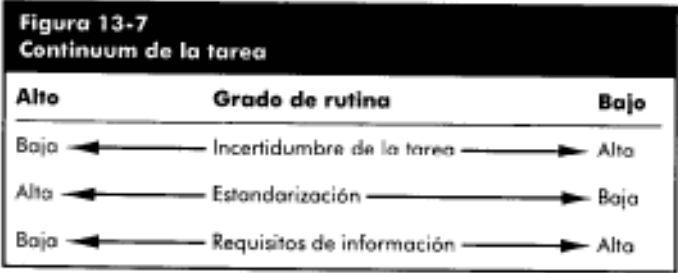 Figura 13-7
Continuum de la tarea
Alto Grado de rutina Bajo
Baja Incertidumbre de la tarea Alta
Alta Estandarización Baja
Baja Requisitos de información Alta